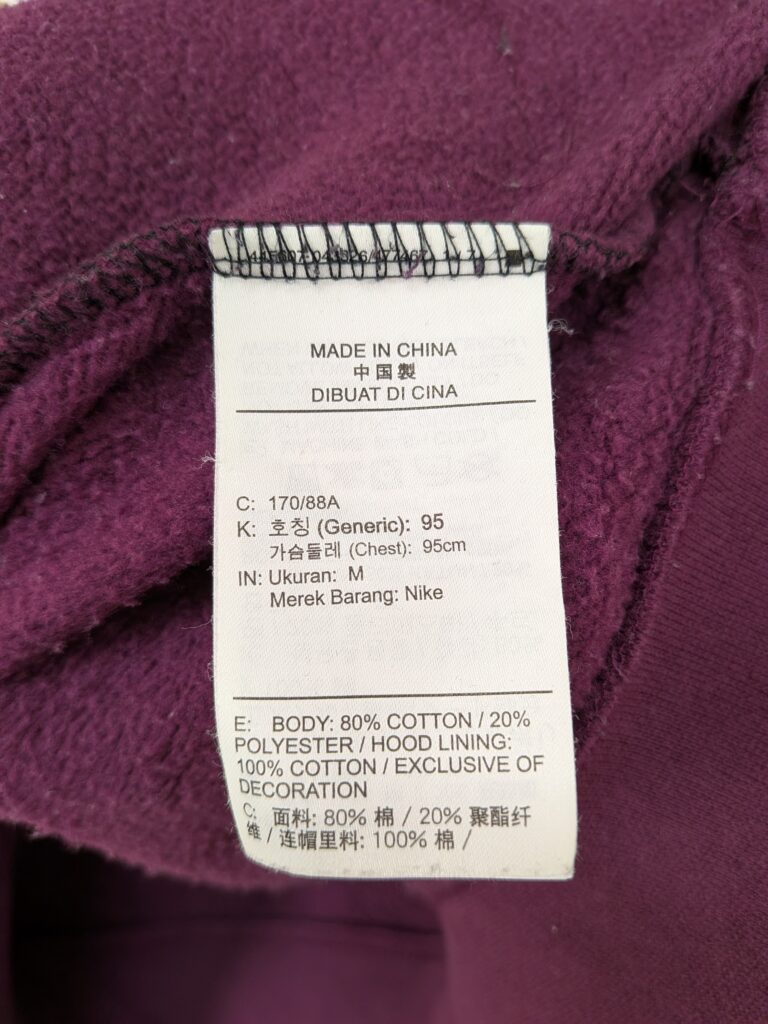 MADE IN CHINA
中国製
DIBUAT DI CINA
C: 170/88A
K: 호칭 (Generic): 95
가슴둘레 (Chest): 95cm
IN: Ukuran: M
Merek Barang: Nike
E: BODY: 80% COTTON / 20%
POLYESTER / HOOD LINING:
100% COTTON / EXCLUSIVE OF
DECORATION
C: 面料: 80% 棉 / 20% 聚酯纤
维 / 连帽里料: 100% 棉 /